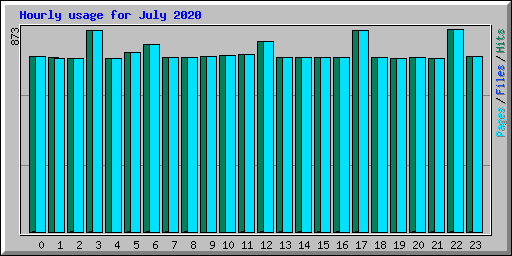 Hourly usage for July 2020
873
Pages/Files/Hits
0 1 2 3 4 5 6 7 8 9 10 11 12 13 14 15 16 17 18 19 20 21 22 23